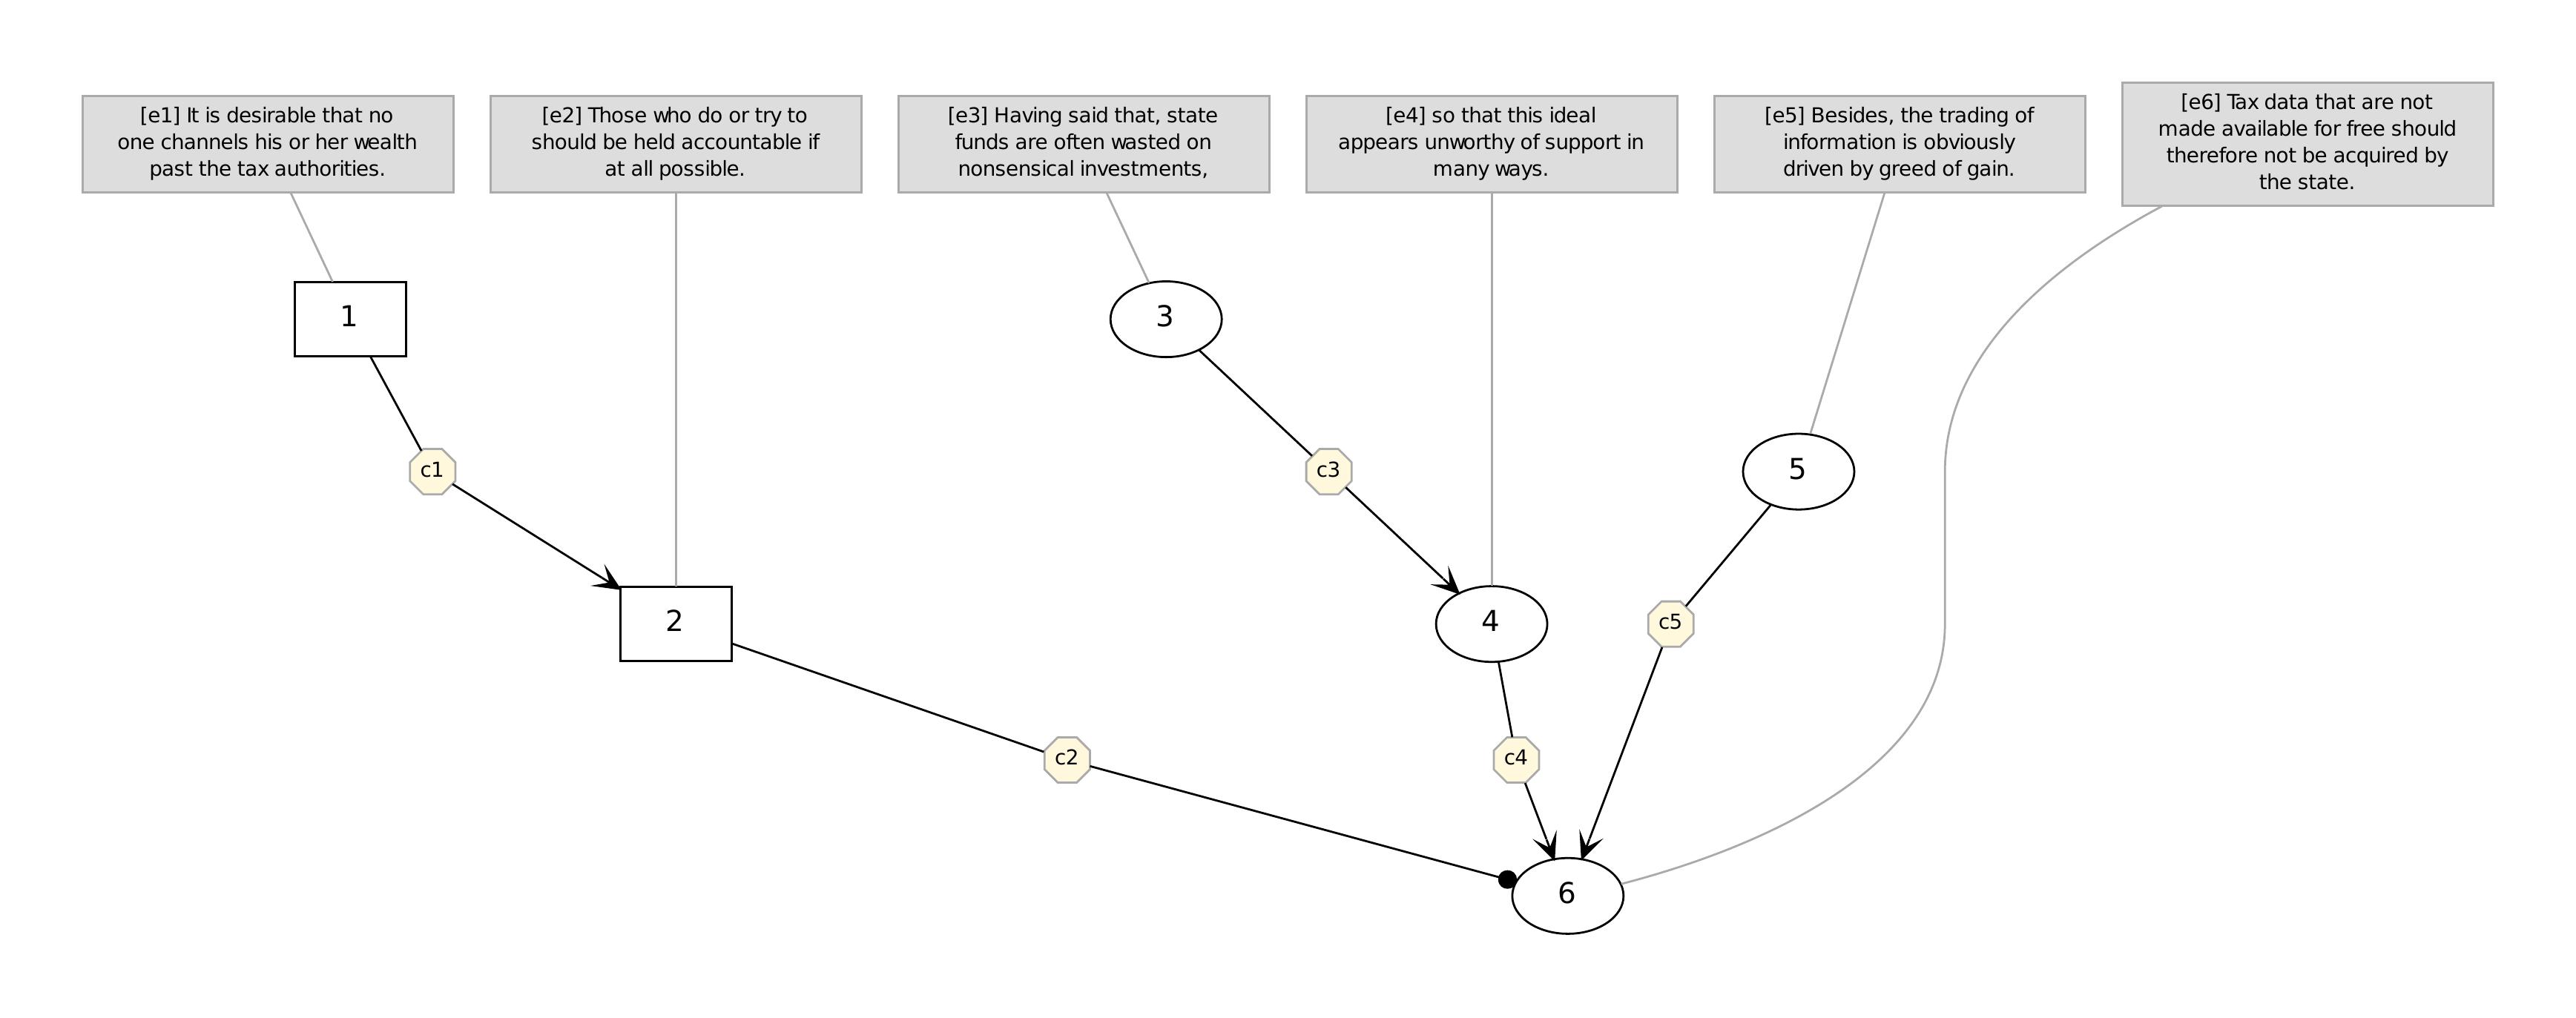 [e1] It is desirable that no
one channels his or her wealth
past the tax authorities.
[e2] Those who do or try to
should be held accountable if
at all possible.
[e3] Having said that, state
funds are often wasted on
nonsensical investments,
[e4] so that this ideal
appears unworthy of support in
many ways.
[e5] Besides, the trading of
information is obviously
driven by greed of gain.
[e6] Tax data that are not
made available for free should
therefore not be acquired by
the state.
1
3
c1
c3
5
2
4
c5
c2
c4
6